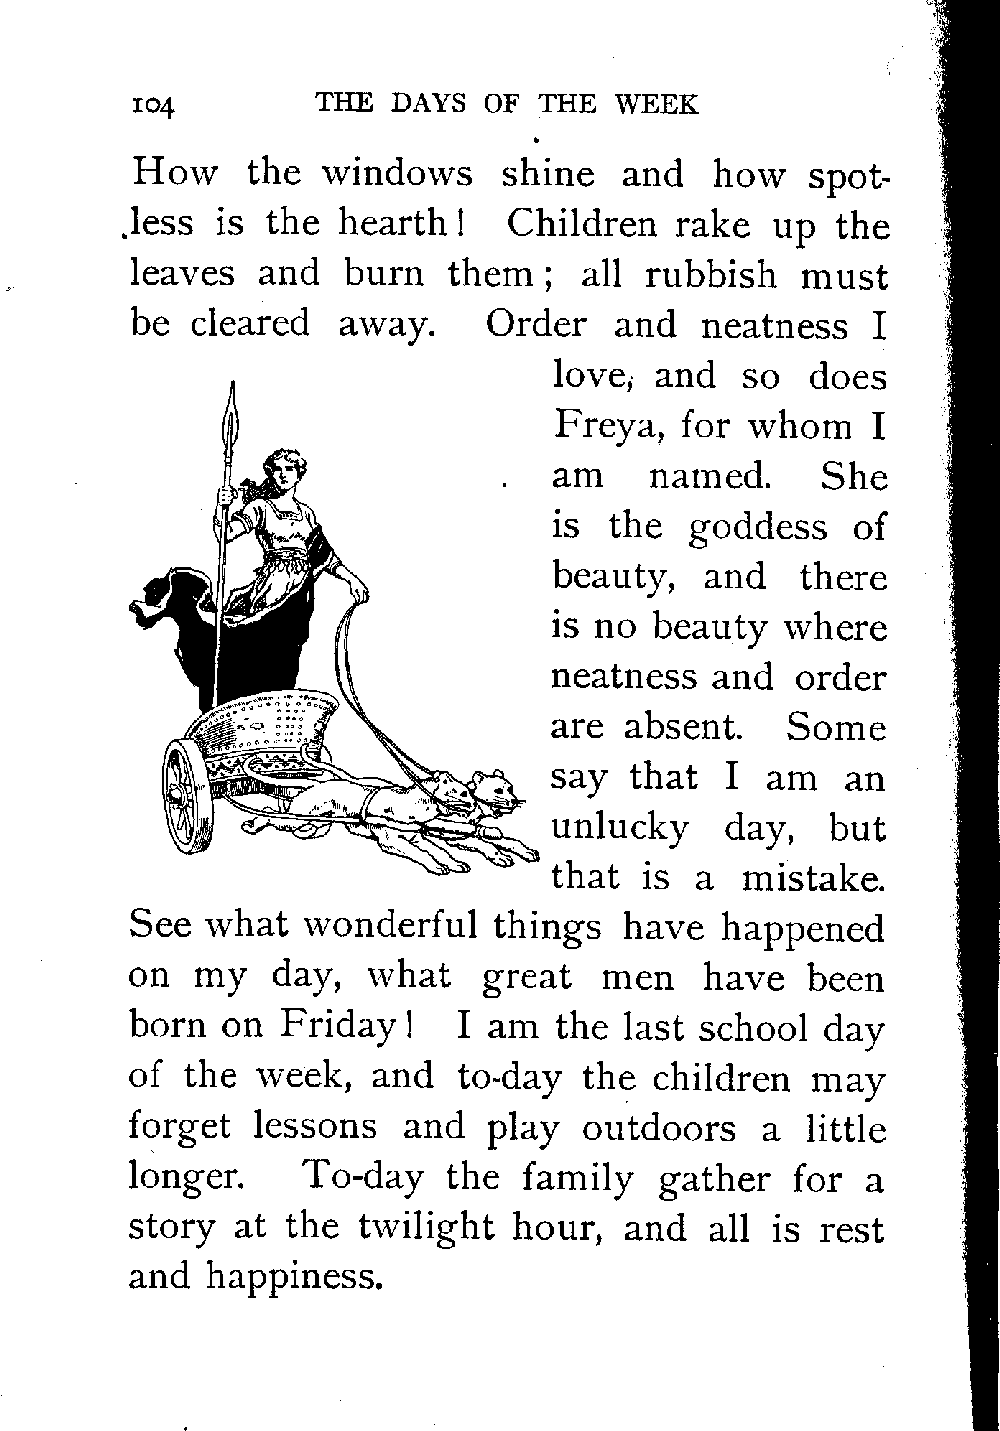 104 THE DAYS OF THE WEEK
How the windows shine and how spot-
less is the hearth! Children rake up the
leaves and burn them; all rubbish must
be cleared away. Order and neatness I
love, and so does
Freya, for whom I
am named. She
is the goddess of
beauty, and there
is no beauty where
neatness and order
are absent. Some
say that I am an
unlucky day, but
that is a mistake.
See what wonderful things have happened
on my day, what great men have been
born on Friday! I am the last school day
of the week, and to-day the children may
forget lessons and play outdoors a little
longer. To-day the family gather for a
story at the twilight hour, and all is rest
and happiness.